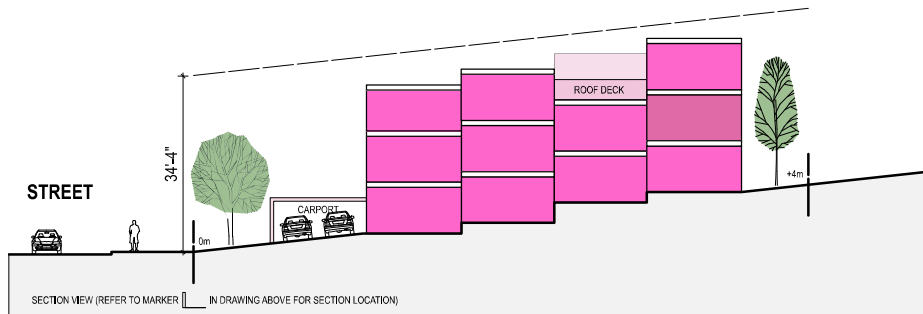 ROOF DECK
34'-4"
+4m
STREET
CARPORT
0m
SECTION VIEW (REFER TO MARKER IN DRAWING ABOVE FOR SECTION LOCATION)